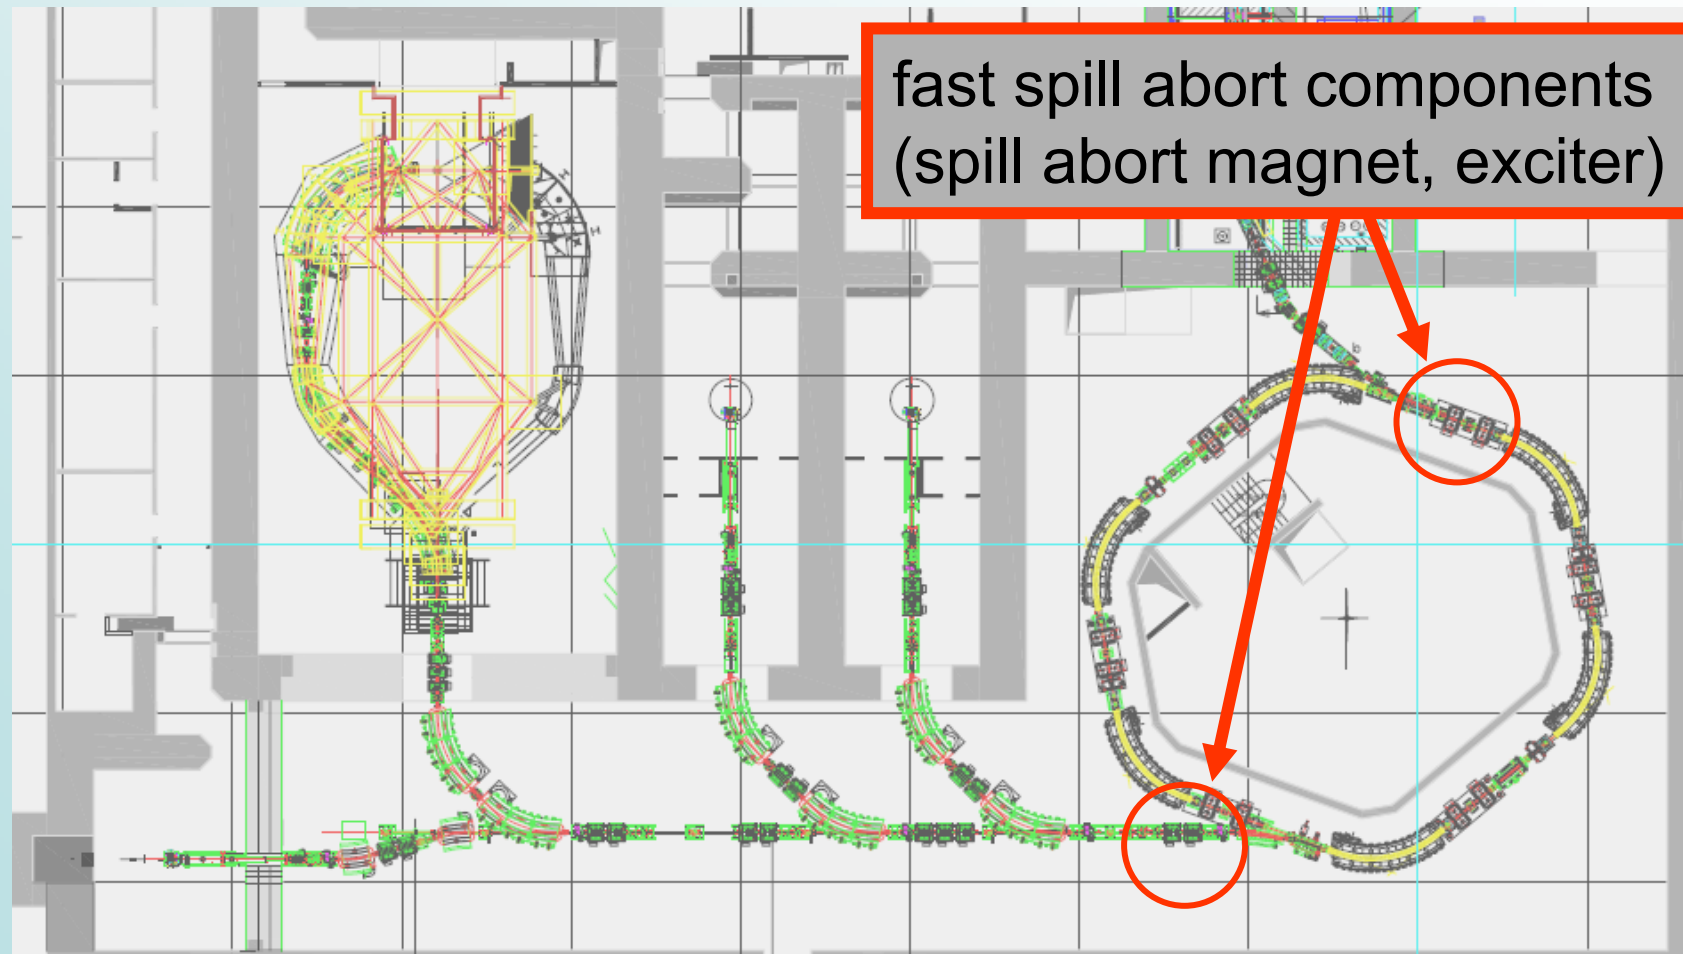 fast spill abort components
(spill abort magnet, exciter)